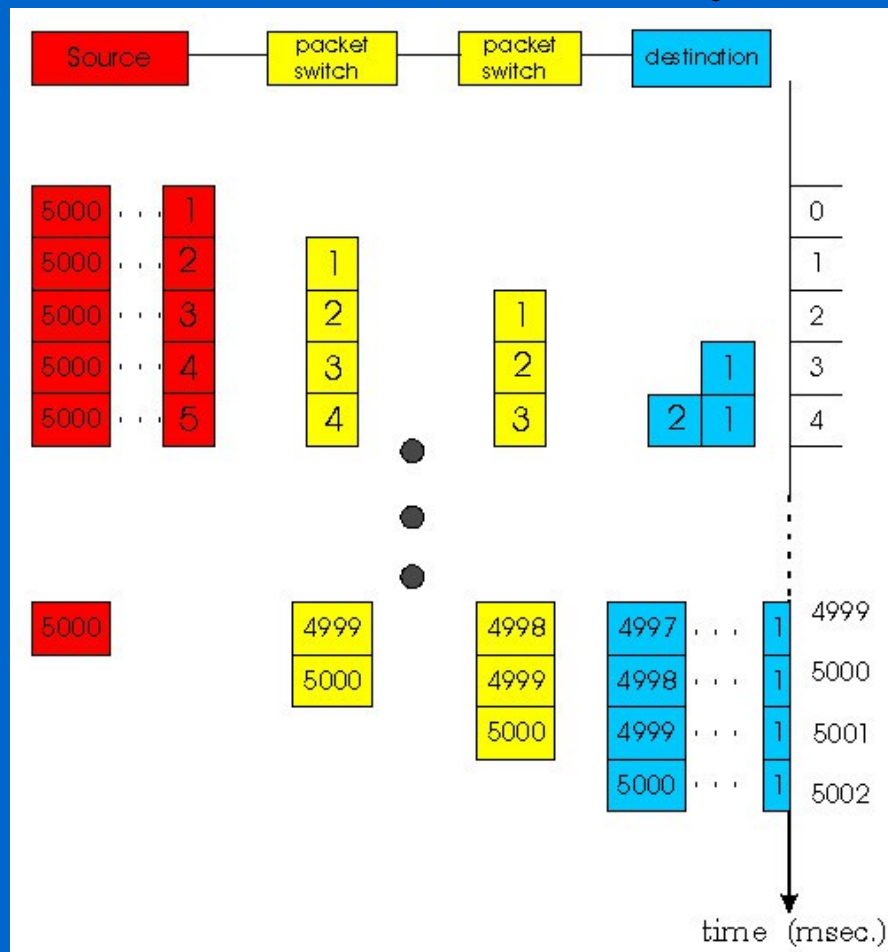 Source packet switch packet switch destination
5000 . . . 1 0
5000 . . . 2 1 1
5000 . . . 3 2 1 2
5000 . . . 4 3 2 1 3
5000 . . . 5 4 3 2 1 4
5000 4999 4998 4997 . . . 1 4999
5000 4999 4998 . . . 1 5000
5000 4999 . . . 1 5001
5000 . . . 1 5002
time (msec.)